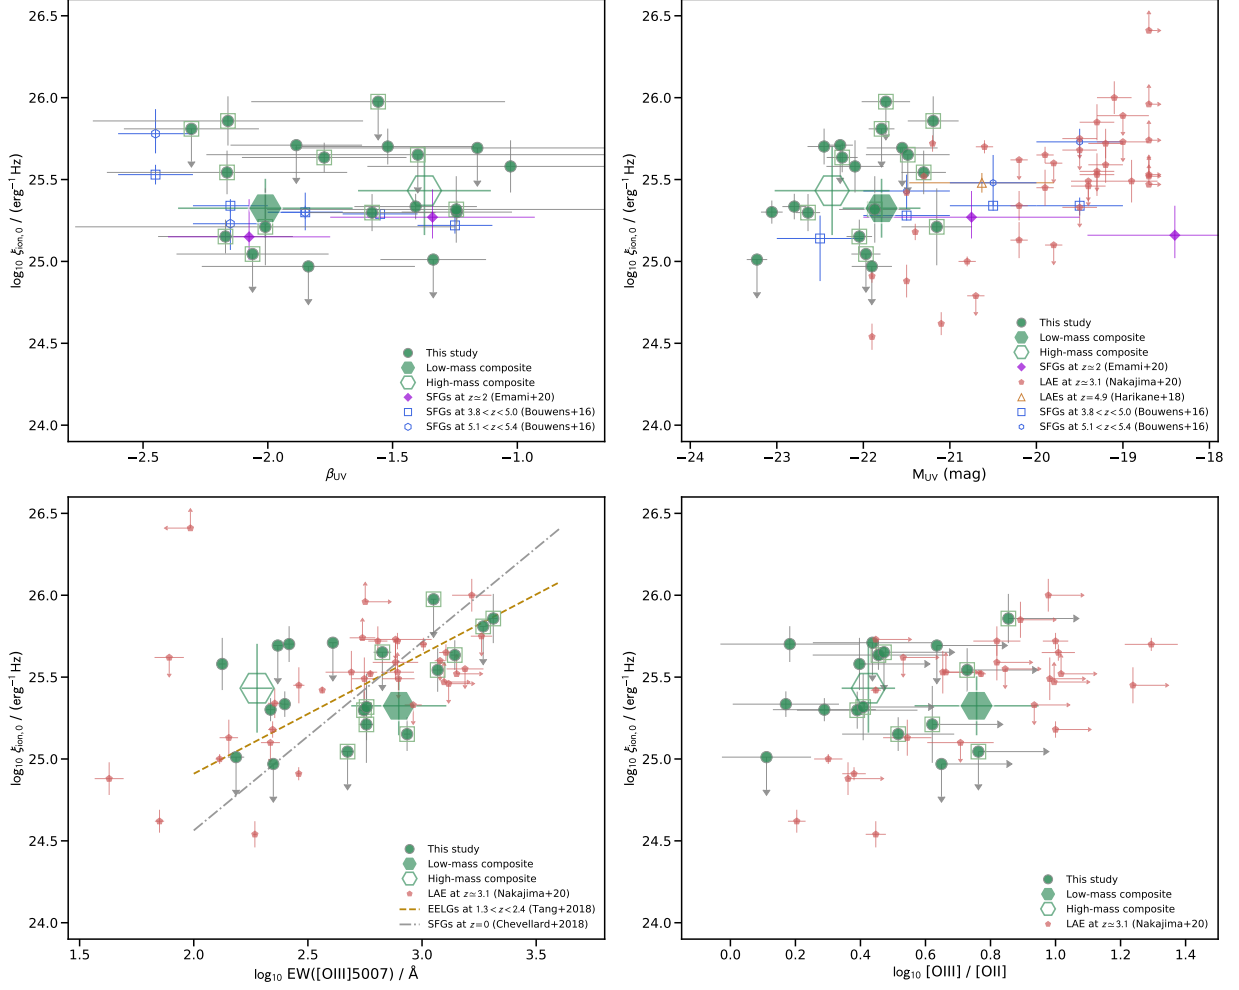 26.5
26.0
25.5
25.0
24.5
24.0
log₁₀ ξion,0 / (erg⁻¹ Hz)
−2.5
−2.0
−1.5
−1.0
βUV
This study
Low-mass composite
High-mass composite
SFGs at z≃2 (Emami+20)
SFGs at 3.8<z<5.0 (Bouwens+16)
SFGs at 5.1<z<5.4 (Bouwens+16)
26.5
26.0
25.5
25.0
24.5
24.0
log₁₀ ξion,0 / (erg⁻¹ Hz)
−24
−23
−22
−21
−20
−19
−18
MUV (mag)
This study
Low-mass composite
High-mass composite
SFGs at z≃2 (Emami+20)
LAE at z≃3.1 (Nakajima+20)
LAEs at z=4.9 (Harikane+18)
SFGs at 3.8<z<5.0 (Bouwens+16)
SFGs at 5.1<z<5.4 (Bouwens+16)
26.5
26.0
25.5
25.0
24.5
24.0
log₁₀ ξion,0 / (erg⁻¹ Hz)
1.5
2.0
2.5
3.0
3.5
log₁₀ EW([OIII]5007) / Å
This study
Low-mass composite
High-mass composite
LAE at z≃3.1 (Nakajima+20)
EELGs at 1.3<z<2.4 (Tang+2018)
SFGs at z=0 (Chevellard+2018)
26.5
26.0
25.5
25.0
24.5
24.0
log₁₀ ξion,0 / (erg⁻¹ Hz)
0.0
0.2
0.4
0.6
0.8
1.0
1.2
1.4
log₁₀ [OIII] / [OII]
This study
Low-mass composite
High-mass composite
LAE at z≃3.1 (Nakajima+20)